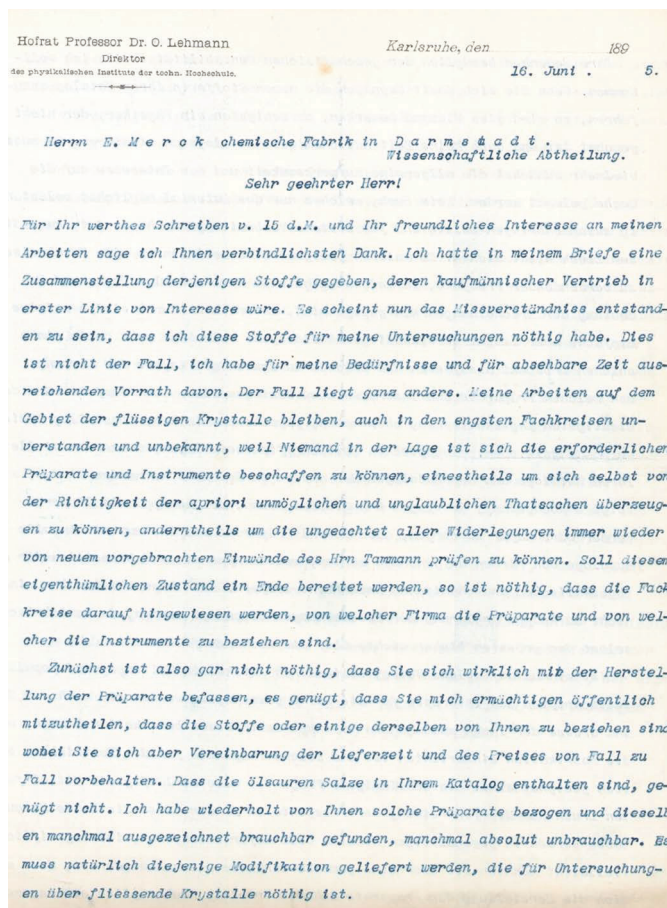 Hofrat Professor Dr. O. Lehmann
Direktor
des physikalischen Instituts der techn. Hochschule.
Karlsruhe, den 189
16. Juni . 5.
Herrn E. Merck chemische Fabrik in Darmstadt.
Wissenschaftliche Abtheilung.
Sehr geehrter Herr!
Für Ihr werthes Schreiben v. 15 d.M. und Ihr freundliches Interesse an meinen
Arbeiten sage ich Ihnen verbindlichsten Dank. Ich hatte in meinem Briefe eine
Zusammenstellung derjenigen Stoffe gegeben, deren kaufmännischer Vertrieb in
erster Linie von Interesse wäre. Es scheint nun das Missverständniss entstand-
en zu sein, dass ich diese Stoffe für meine Untersuchungen nöthig habe. Dies
ist nicht der Fall, ich habe für meine Bedürfnisse und für absehbare Zeit aus-
reichenden Vorrath davon. Der Fall liegt ganz anders. Meine Arbeiten auf dem
Gebiet der flüssigen Krystalle bleiben, auch in den engsten Fachkreisen un-
verstanden und unbekannt, weil Niemand in der Lage ist sich die erforderlichen
Präparate und Instrumente beschaffen zu können, einestheils um sich selbst von
der Richtigkeit der apriori unmöglichen und unglaublichen Thatsachen überzeug-
en zu können, anderntheils um die ungeachtet aller Widerlegungen immer wieder
von neuem vorgebrachten Einwände des Hrn Tammann prüfen zu können. Soll diesem
eigenthümlichen Zustand ein Ende bereitet werden, so ist nöthig, dass die Fach
kreise darauf hingewiesen werden, von welcher Firma die Präparate und von wel-
cher die Instrumente zu beziehen sind.
Zunächst ist also gar nicht nöthig, dass Sie sich wirklich mit der Herstel-
lung der Präparate befassen, es genügt, dass Sie mich ermächtigen öffentlich
mitzutheilen, dass die Stoffe oder einige derselben von Ihnen zu beziehen sind
wobei Sie sich aber Vereinbarung der Lieferzeit und des Preises von Fall zu
Fall vorbehalten. Dass die ölsauren Salze in Ihrem Katalog enthalten sind, ge-
nügt nicht. Ich habe wiederholt von Ihnen solche Präparate bezogen und dieselb
en manchmal ausgezeichnet brauchbar gefunden, manchmal absolut unbrauchbar. Es
muss natürlich diejenige Modifikation geliefert werden, die für Untersuchung-
en über fliessende Krystalle nöthig ist.